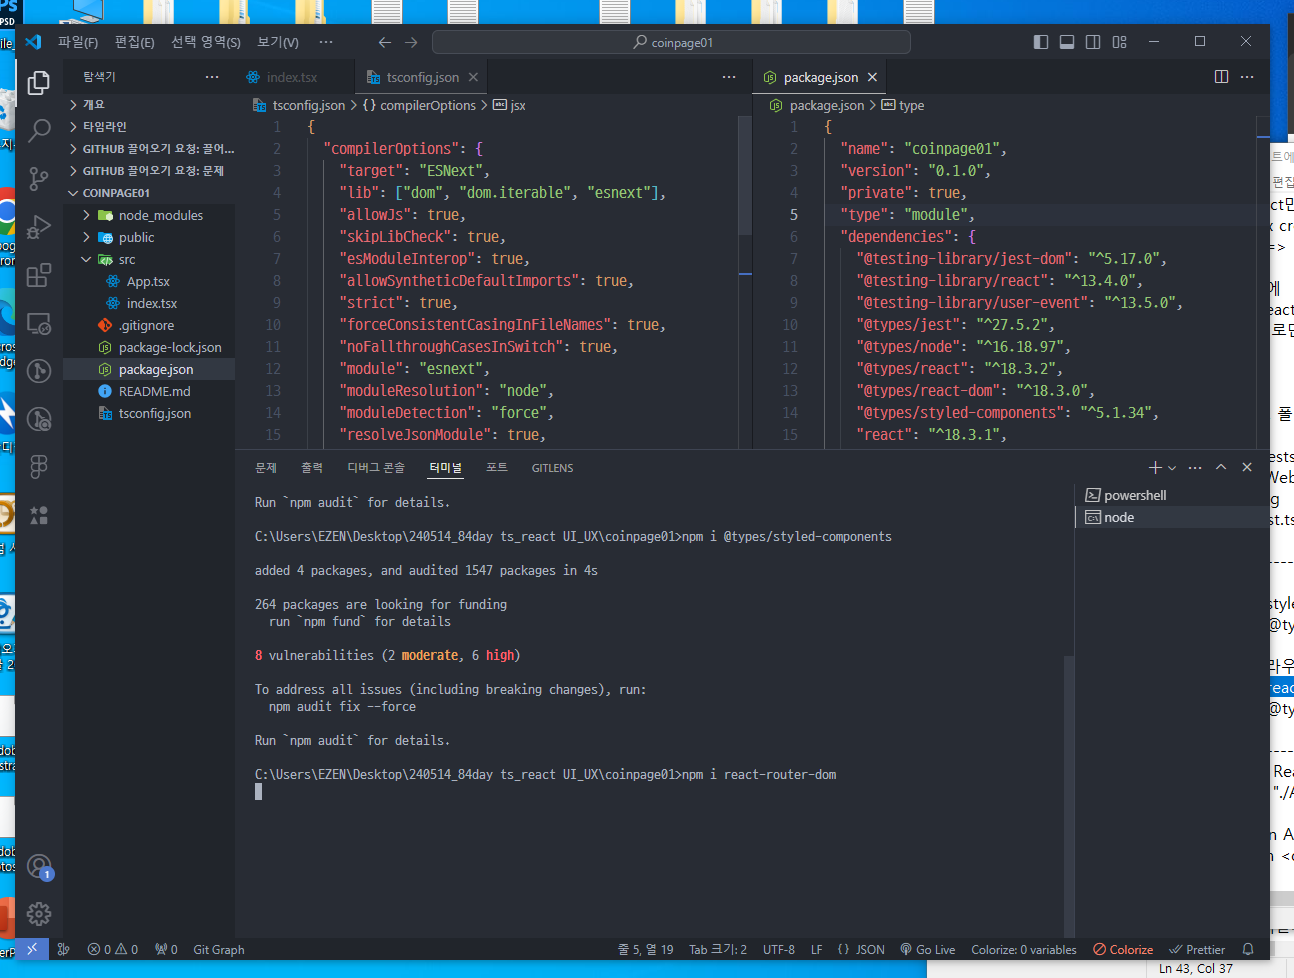 파일(F) 편집(E) 선택 영역(S) 보기(V) ··· coinpage01
탐색기 ···
개요
타임라인
GITHUB 끌어오기 요청: 끌어...
GITHUB 끌어오기 요청: 문제
COINPAGE01
node_modules
public
src
App.tsx
index.tsx
.gitignore
package-lock.json
package.json
README.md
tsconfig.json
index.tsx tsconfig.json ···
tsconfig.json > {} compilerOptions > jsx
1 {
2 "compilerOptions": {
3 "target": "ESNext",
4 "lib": ["dom", "dom.iterable", "esnext"],
5 "allowJs": true,
6 "skipLibCheck": true,
7 "esModuleInterop": true,
8 "allowSyntheticDefaultImports": true,
9 "strict": true,
10 "forceConsistentCasingInFileNames": true,
11 "noFallthroughCasesInSwitch": true,
12 "module": "esnext",
13 "moduleResolution": "node",
14 "moduleDetection": "force",
15 "resolveJsonModule": true,
package.json ···
package.json > type
1 {
2 "name": "coinpage01",
3 "version": "0.1.0",
4 "private": true,
5 "type": "module",
6 "dependencies": {
7 "@testing-library/jest-dom": "^5.17.0",
8 "@testing-library/react": "^13.4.0",
9 "@testing-library/user-event": "^13.5.0",
10 "@types/jest": "^27.5.2",
11 "@types/node": "^16.18.97",
12 "@types/react": "^18.3.2",
13 "@types/react-dom": "^18.3.0",
14 "@types/styled-components": "^5.1.34",
15 "react": "^18.3.1",
문제 출력 디버그 콘솔 터미널 포트 GITLENS
Run `npm audit` for details.
C:\Users\EZEN\Desktop\240514_84day ts_react UI_UX\coinpage01>npm i @types/styled-components
added 4 packages, and audited 1547 packages in 4s
264 packages are looking for funding
run `npm fund` for details
8 vulnerabilities (2 moderate, 6 high)
To address all issues (including breaking changes), run:
npm audit fix --force
Run `npm audit` for details.
C:\Users\EZEN\Desktop\240514_84day ts_react UI_UX\coinpage01>npm i react-router-dom
powershell
node
1
0 0 0 Git Graph 줄 5, 열 19 Tab 크기: 2 UTF-8 LF {} JSON Go Live Colorize: 0 variables Colorize Prettier
Ln 43, Col 37